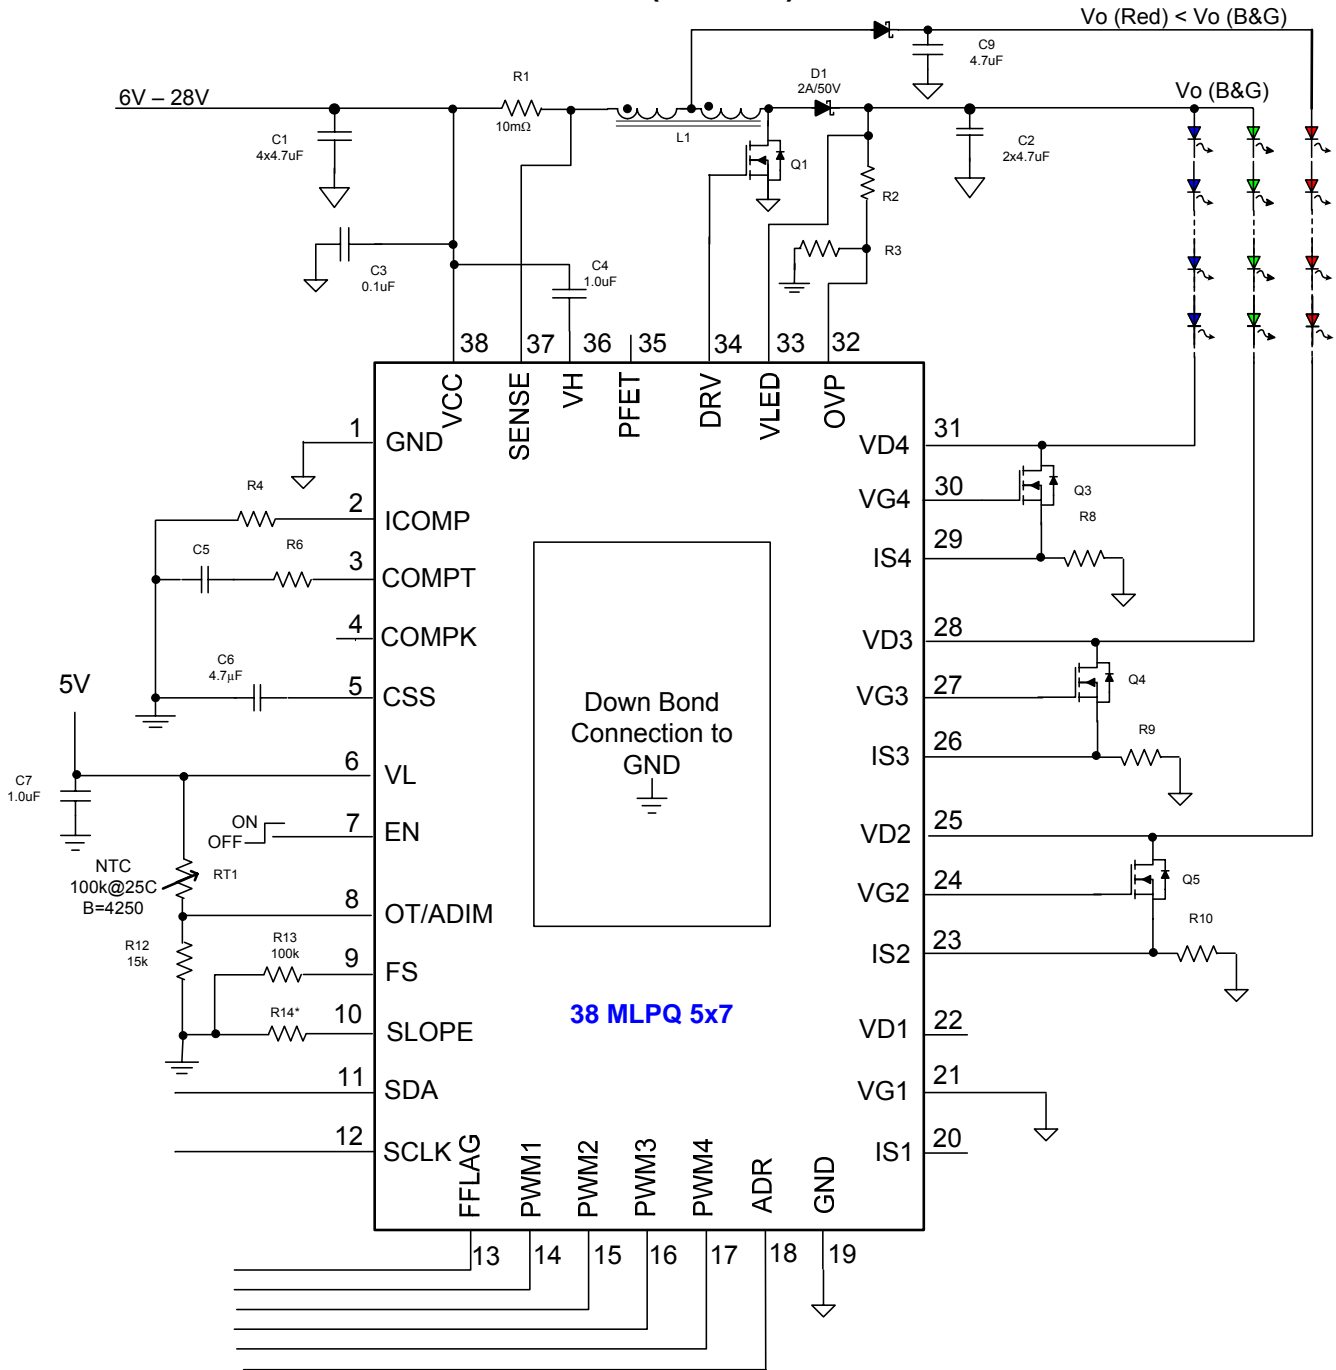 Vo (Red) < Vo (B&G)
C9
4.7uF
R1
D1
2A/50V
6V – 28V
Vo (B&G)
10mΩ
L1
C1
4x4.7uF
C2
2x4.7uF
Q1
R2
R3
C3
0.1uF
C4
1.0uF
38
37
36
35
34
33
32
VCC
SENSE
VH
PFET
DRV
VLED
OVP
1
GND
R4
2
ICOMP
C5
R6
3
COMPT
4
COMPK
C6
4.7µF
5
CSS
5V
C7
1.0uF
6
VL
ON
OFF
7
EN
NTC
100k@25C
B=4250
RT1
8
OT/ADIM
R12
15k
R13
100k
9
FS
R14*
10
SLOPE
11
SDA
12
SCLK
Down Bond
Connection to
GND
38 MLPQ 5x7
31
VD4
30
VG4
Q3
R8
29
IS4
28
VD3
27
VG3
Q4
R9
26
IS3
25
VD2
24
VG2
Q5
R10
23
IS2
22
VD1
21
VG1
20
IS1
FFLAG
PWM1
PWM2
PWM3
PWM4
ADR
GND
13
14
15
16
17
18
19